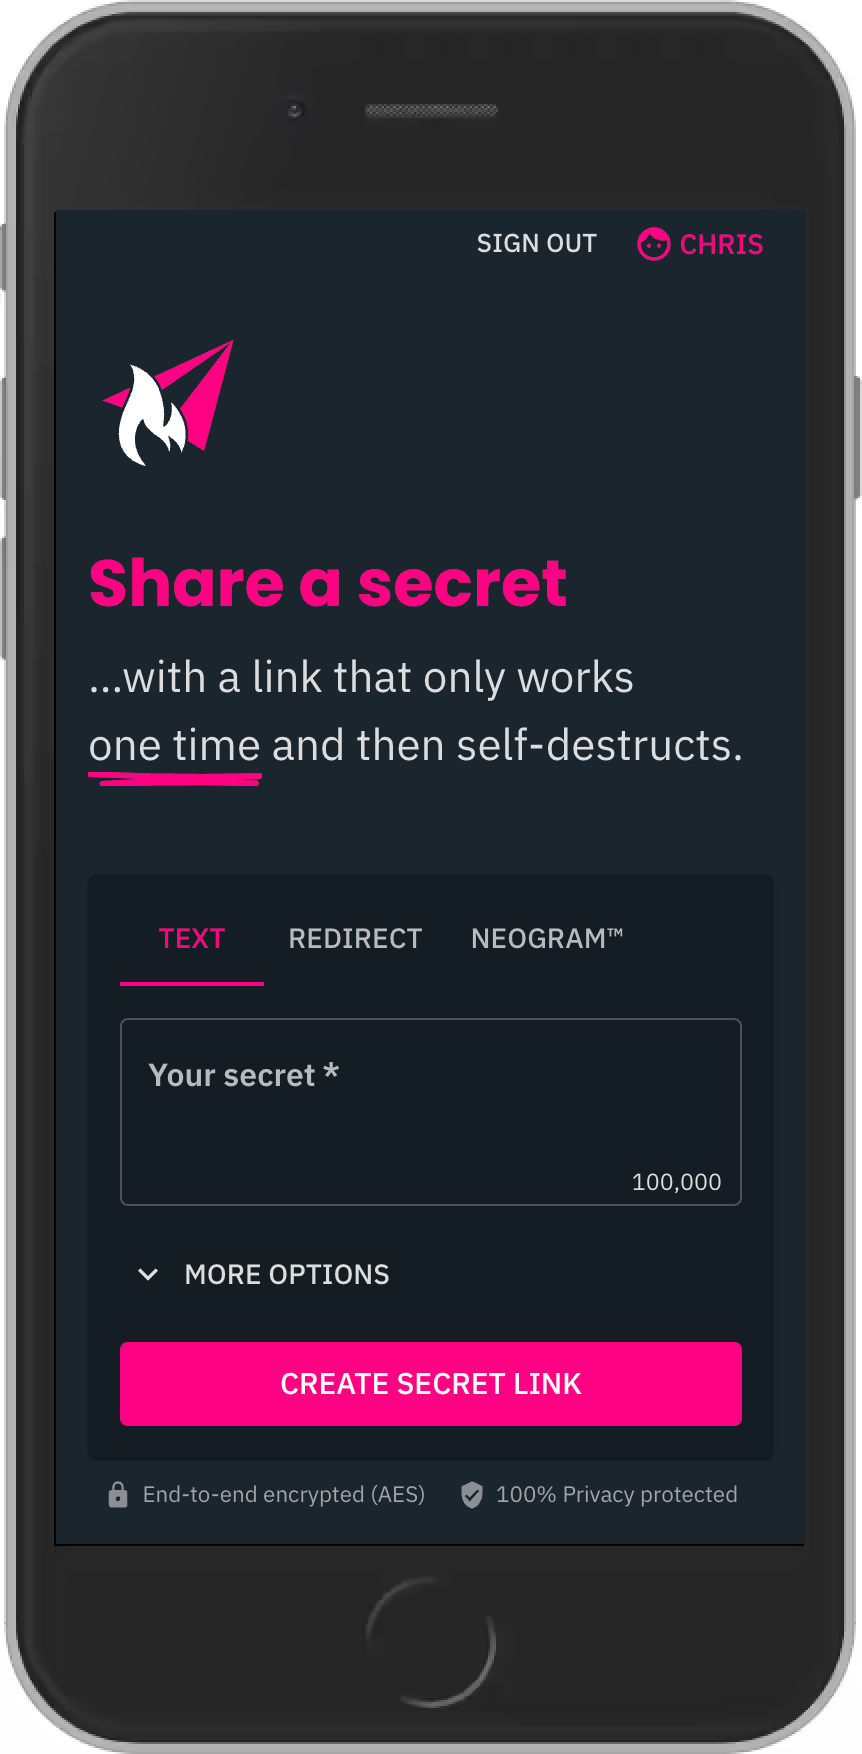 SIGN OUT
CHRIS
Share a secret
...with a link that only works
one time and then self-destructs.
TEXT
REDIRECT
NEOGRAM™
Your secret *
100,000
MORE OPTIONS
CREATE SECRET LINK
End-to-end encrypted (AES)
100% Privacy protected